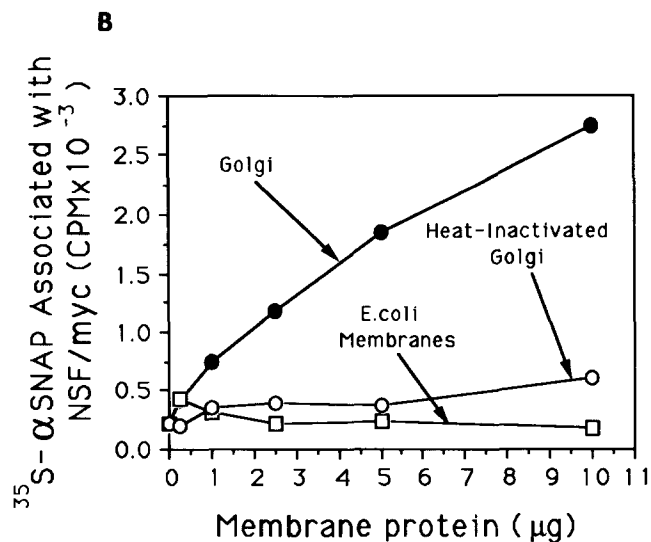 B
35S-αSNAP Associated with
NSF/myc (CPMx10-3)
3.0
2.5
2.0
1.5
1.0
0.5
0.0
Golgi
Heat-Inactivated
Golgi
E.coli
Membranes
0 1 2 3 4 5 6 7 8 9 10 11
Membrane protein (µg)